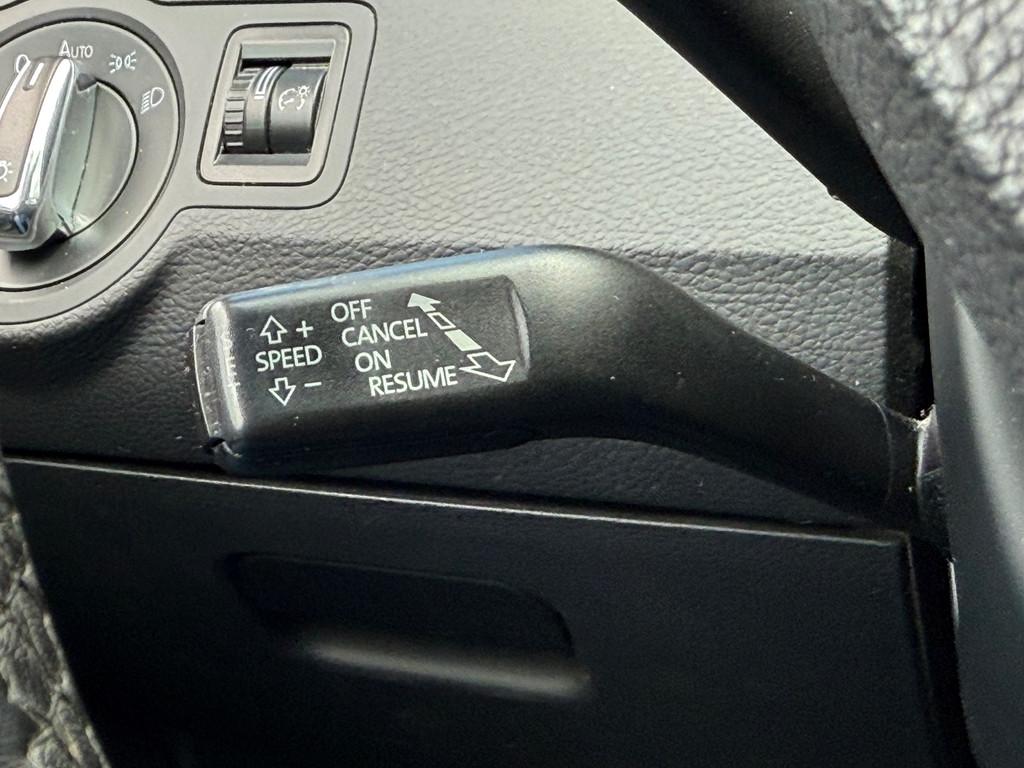 AUTO
+
SPEED
−
OFF
CANCEL
ON
RESUME